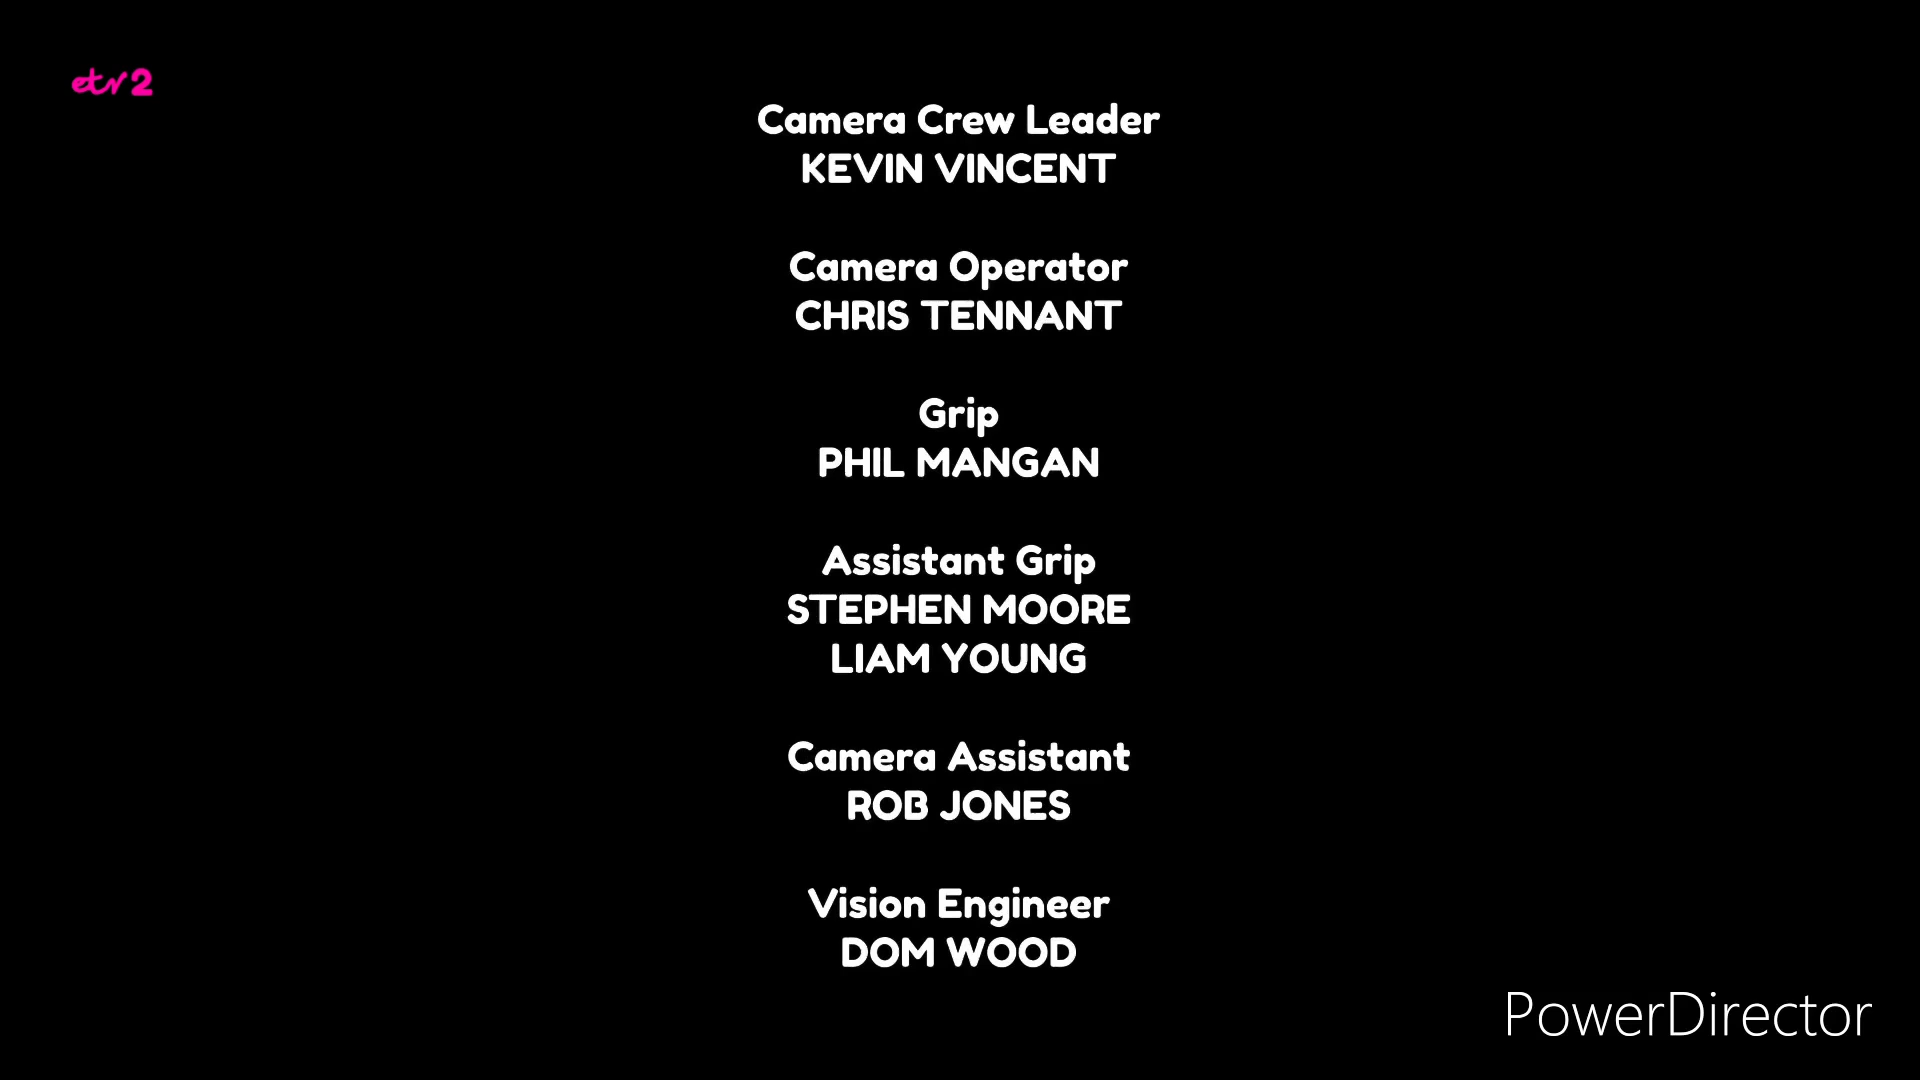 etv2
Camera Crew Leader
KEVIN VINCENT
Camera Operator
CHRIS TENNANT
Grip
PHIL MANGAN
Assistant Grip
STEPHEN MOORE
LIAM YOUNG
Camera Assistant
ROB JONES
Vision Engineer
DOM WOOD
PowerDirector